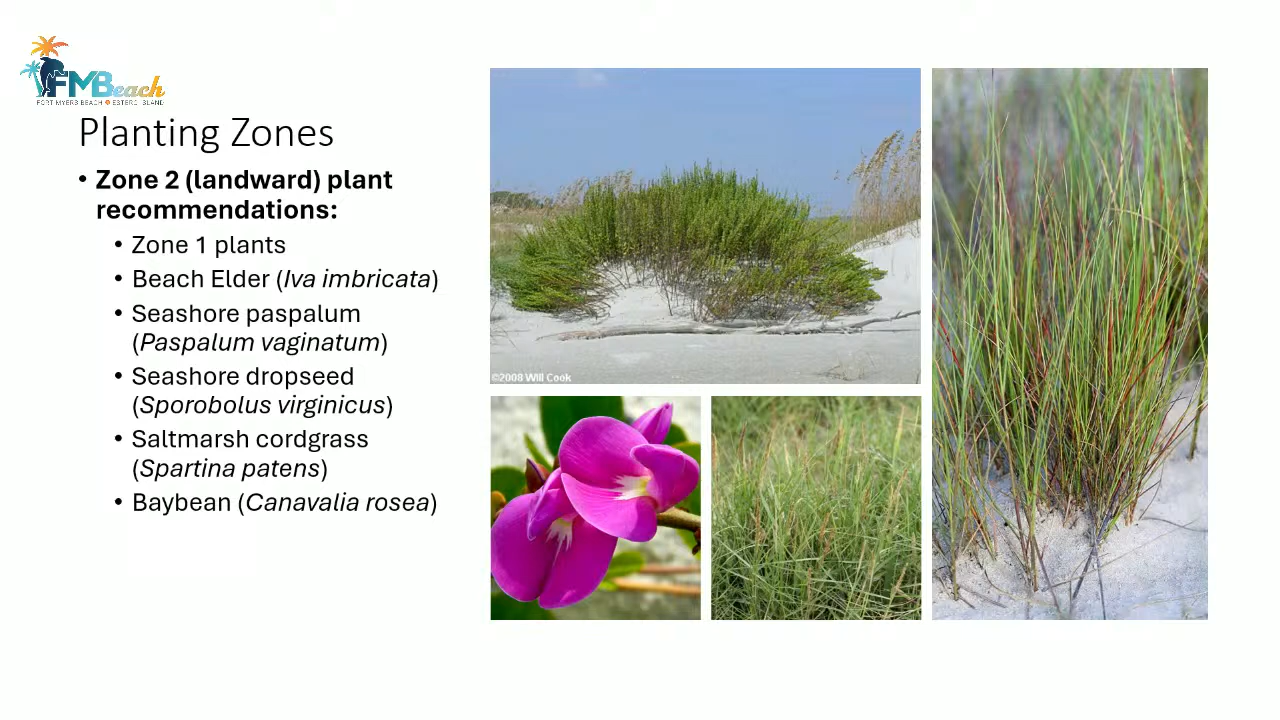 FMBeach
FORT MYERS BEACH ESTERO ISLAND
Planting Zones
• Zone 2 (landward) plant
recommendations:
• Zone 1 plants
• Beach Elder (Iva imbricata)
• Seashore paspalum
(Paspalum vaginatum)
• Seashore dropseed
(Sporobolus virginicus)
• Saltmarsh cordgrass
(Spartina patens)
• Baybean (Canavalia rosea)
©2008 Will Cook